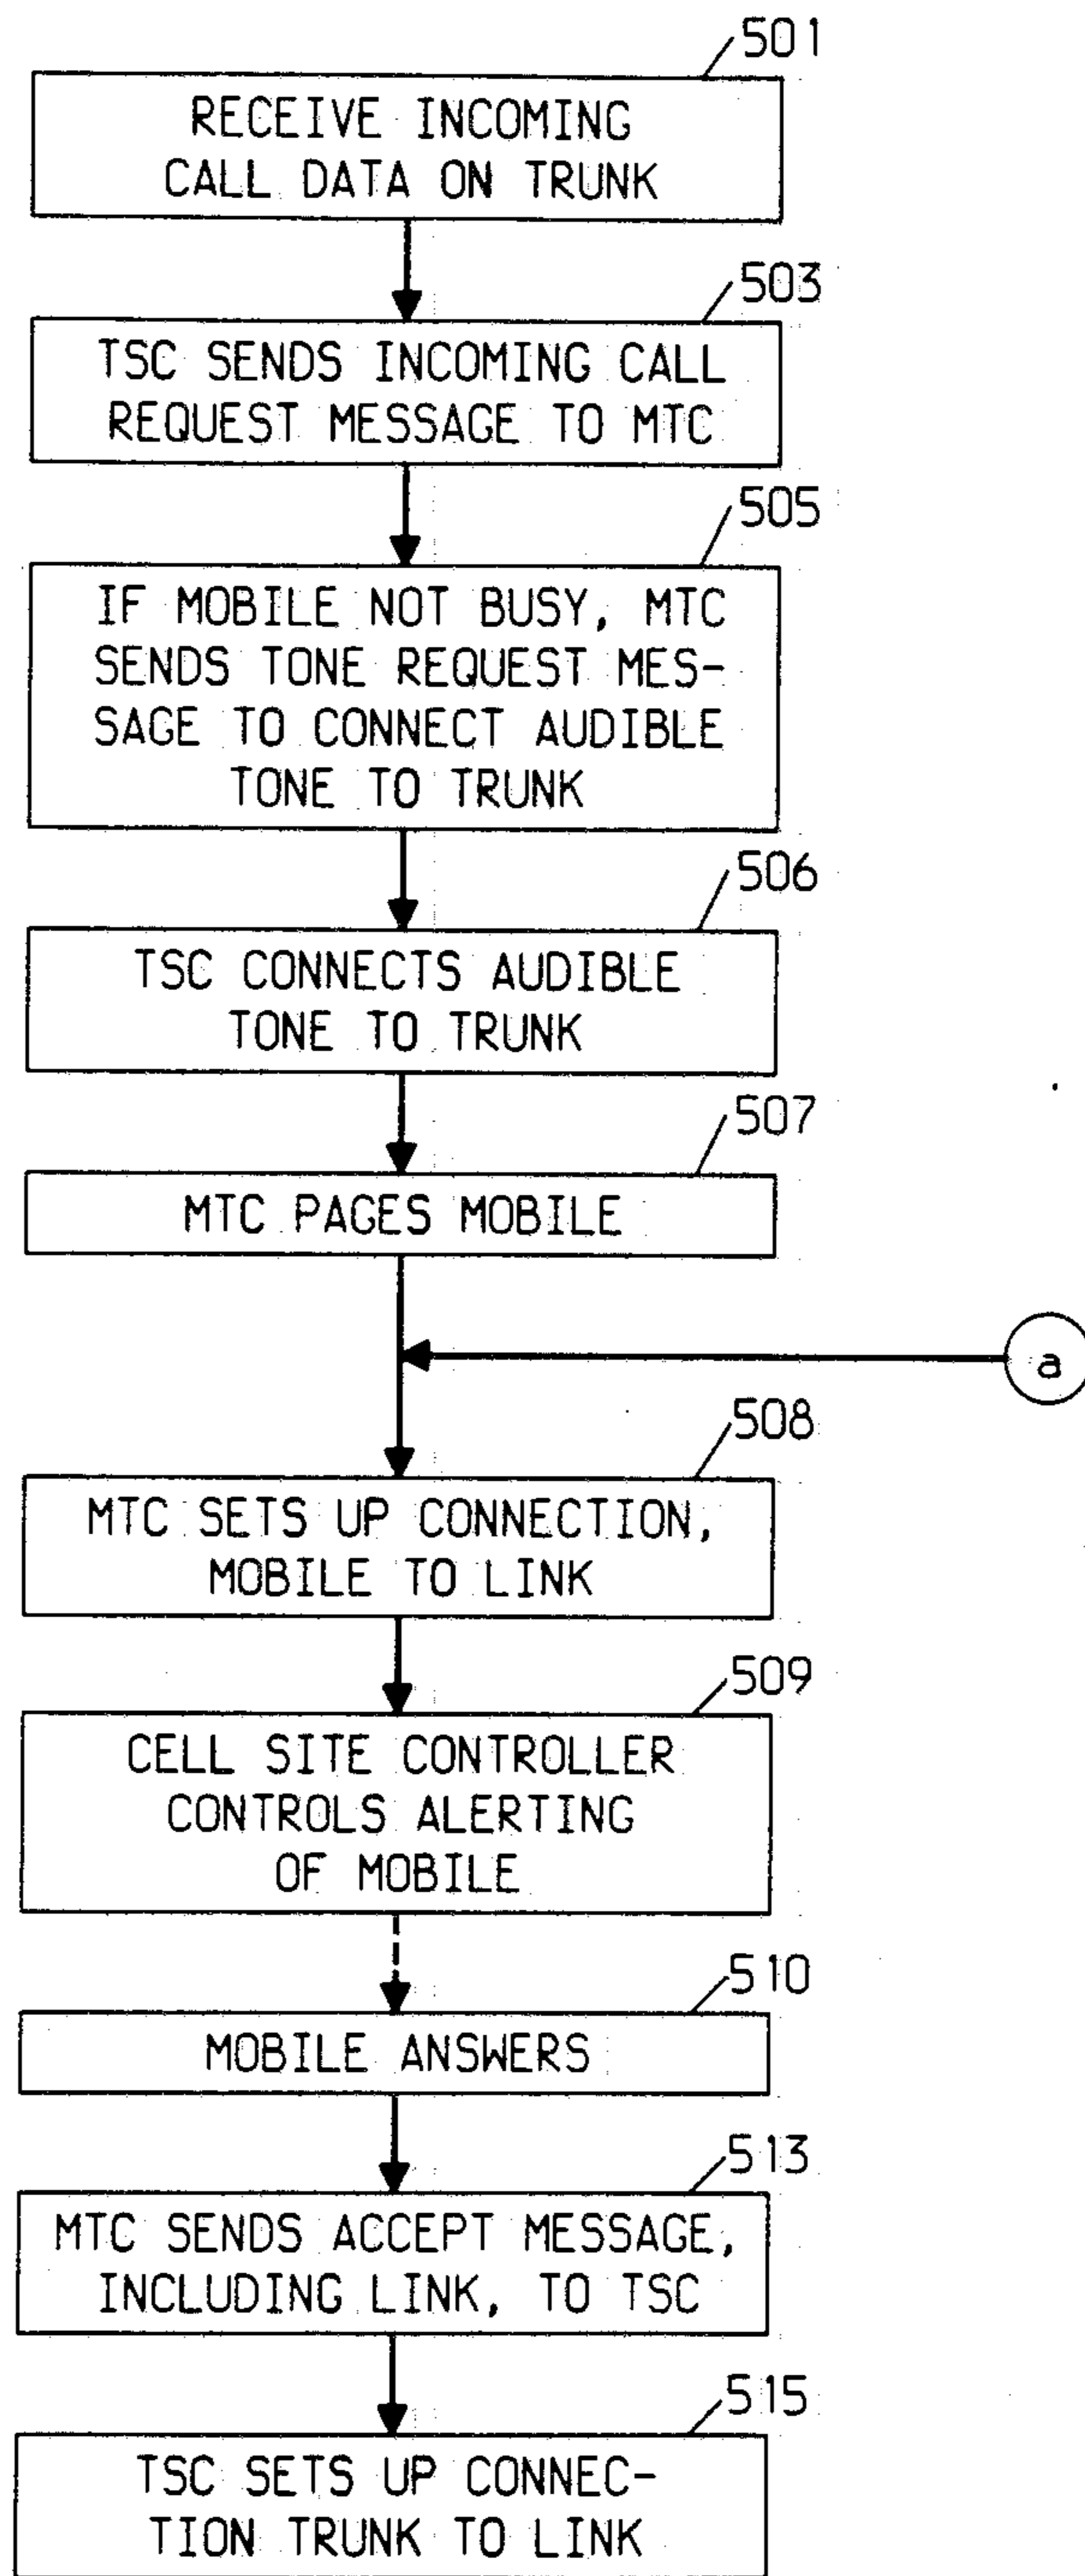 501
RECEIVE INCOMING
CALL DATA ON TRUNK
503
TSC SENDS INCOMING CALL
REQUEST MESSAGE TO MTC
505
IF MOBILE NOT BUSY, MTC
SENDS TONE REQUEST MES-
SAGE TO CONNECT AUDIBLE
TONE TO TRUNK
506
TSC CONNECTS AUDIBLE
TONE TO TRUNK
507
MTC PAGES MOBILE
a
508
MTC SETS UP CONNECTION,
MOBILE TO LINK
509
CELL SITE CONTROLLER
CONTROLS ALERTING
OF MOBILE
510
MOBILE ANSWERS
513
MTC SENDS ACCEPT MESSAGE,
INCLUDING LINK, TO TSC
515
TSC SETS UP CONNEC-
TION TRUNK TO LINK